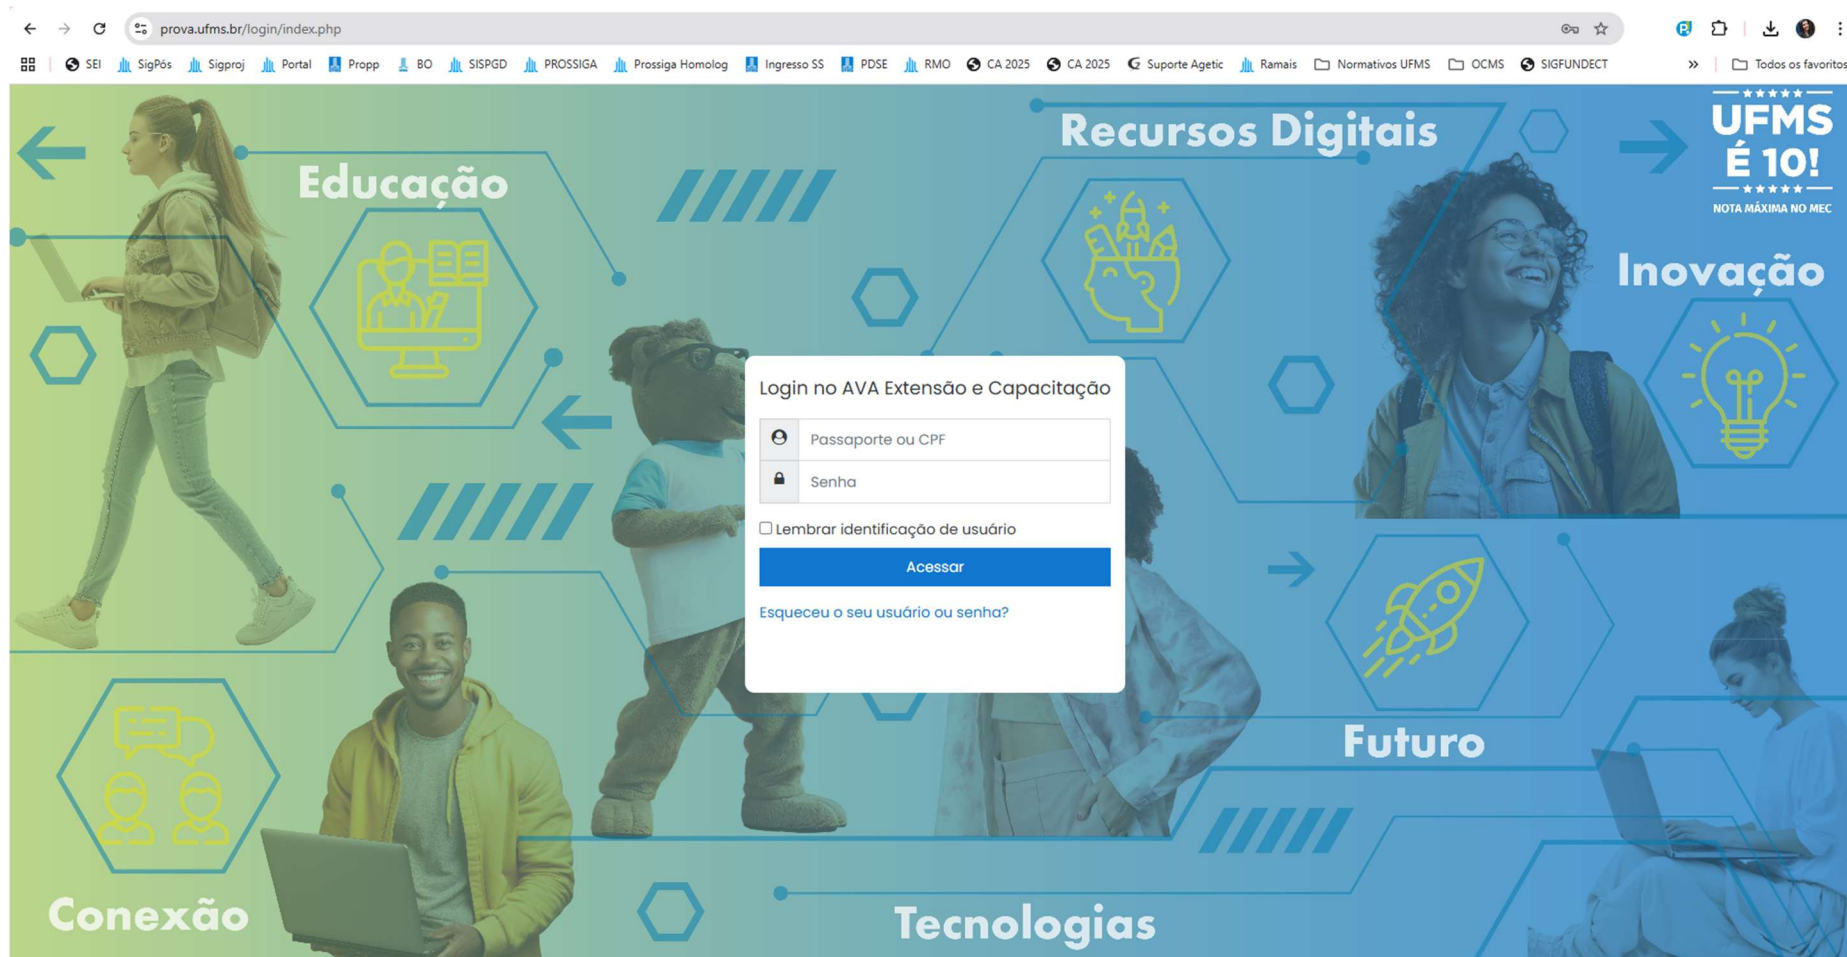 prova.ufms.br/login/index.php
SEI SigPós Sigproj Portal Propp BO SISPGD PROSSIGA Prossiga Homolog Ingresso SS PDSE RMO CA 2025 CA 2025 Suporte Agetic Ramais Normativos UFMS OCMS SIGFUNDECT » Todos os favoritos
UFMS
É 10!
NOTA MÁXIMA NO MEC
Recursos Digitais
Educação
Inovação
Login no AVA Extensão e Capacitação
Passaporte ou CPF
Senha
Lembrar identificação de usuário
Acessar
Esqueceu o seu usuário ou senha?
Futuro
Conexão
Tecnologias